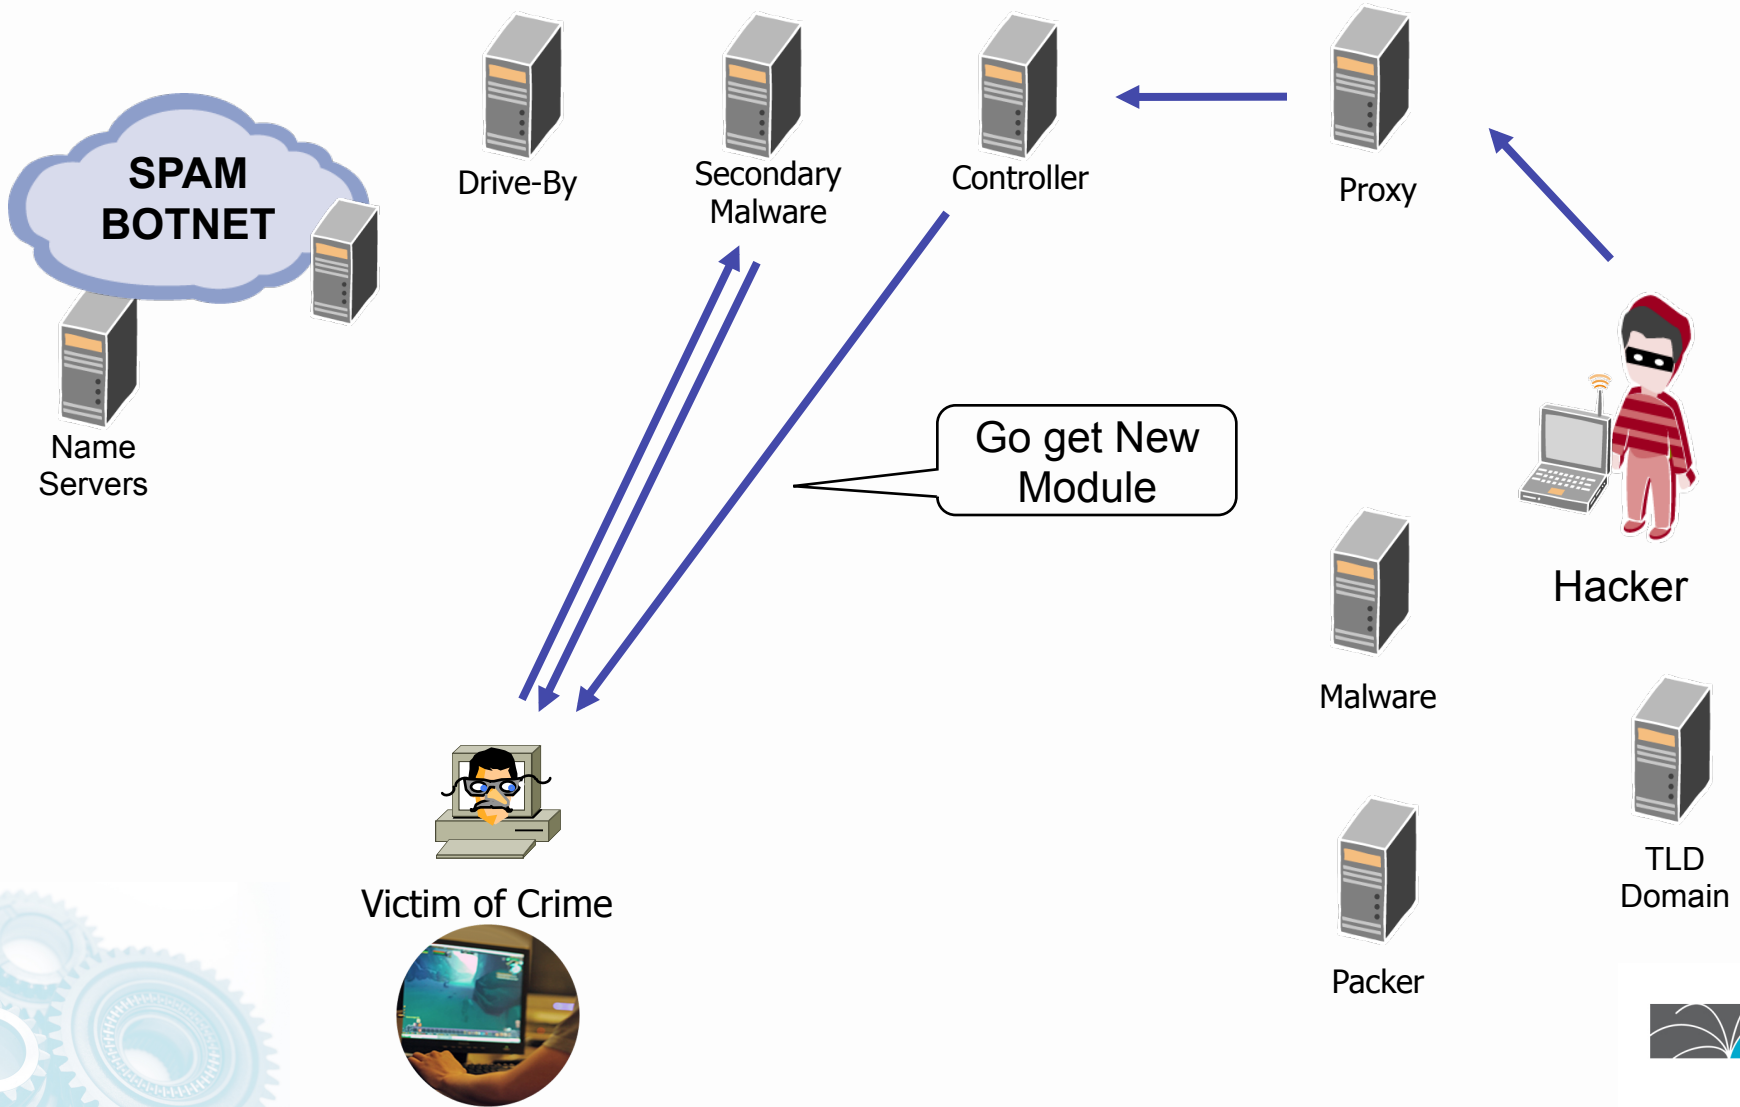 SPAM
BOTNET
Name
Servers
Drive-By
Secondary
Malware
Controller
Proxy
Go get New
Module
Hacker
Malware
TLD
Domain
Packer
Victim of Crime